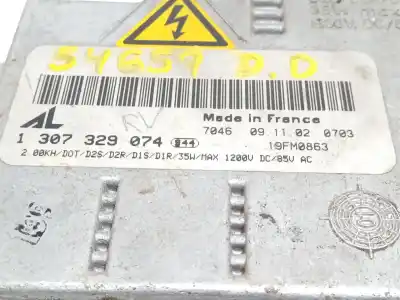 54654 D.D
Made in France
AL
7046 09.11.02 0703
1 307 329 074 e44
19FM0863
2.00KH/DOT/D2S/D2R/D1S/D1R/35W/MAX 1200V DC/85V AC